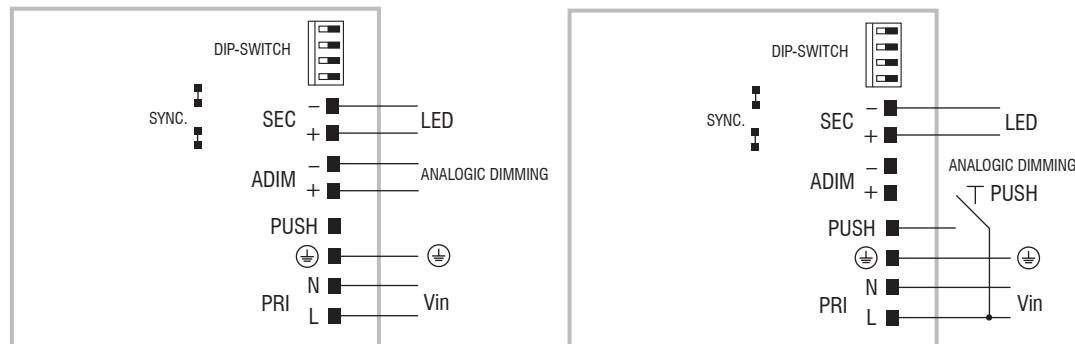 DIP-SWITCH
SYNC.
SEC
−
+
LED
ADIM
−
+
ANALOGIC DIMMING
PUSH
N
PRI
L
Vin
DIP-SWITCH
SYNC.
SEC
−
+
LED
ADIM
−
+
ANALOGIC DIMMING
PUSH
PUSH
N
PRI
L
Vin